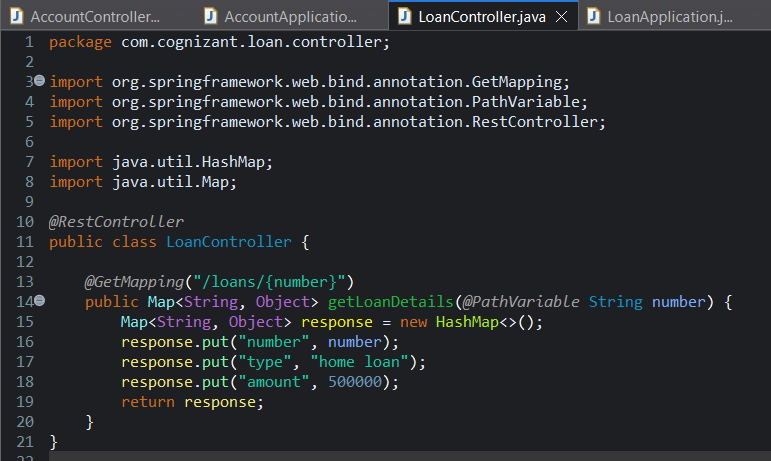 AccountController... AccountApplicatio... LoanController.java LoanApplication.j...
1 package com.cognizant.loan.controller;
2
3 import org.springframework.web.bind.annotation.GetMapping;
4 import org.springframework.web.bind.annotation.PathVariable;
5 import org.springframework.web.bind.annotation.RestController;
6
7 import java.util.HashMap;
8 import java.util.Map;
9
10 @RestController
11 public class LoanController {
12
13     @GetMapping("/loans/{number}")
14     public Map<String, Object> getLoanDetails(@PathVariable String number) {
15         Map<String, Object> response = new HashMap<>();
16         response.put("number", number);
17         response.put("type", "home loan");
18         response.put("amount", 500000);
19         return response;
20     }
21 }
22